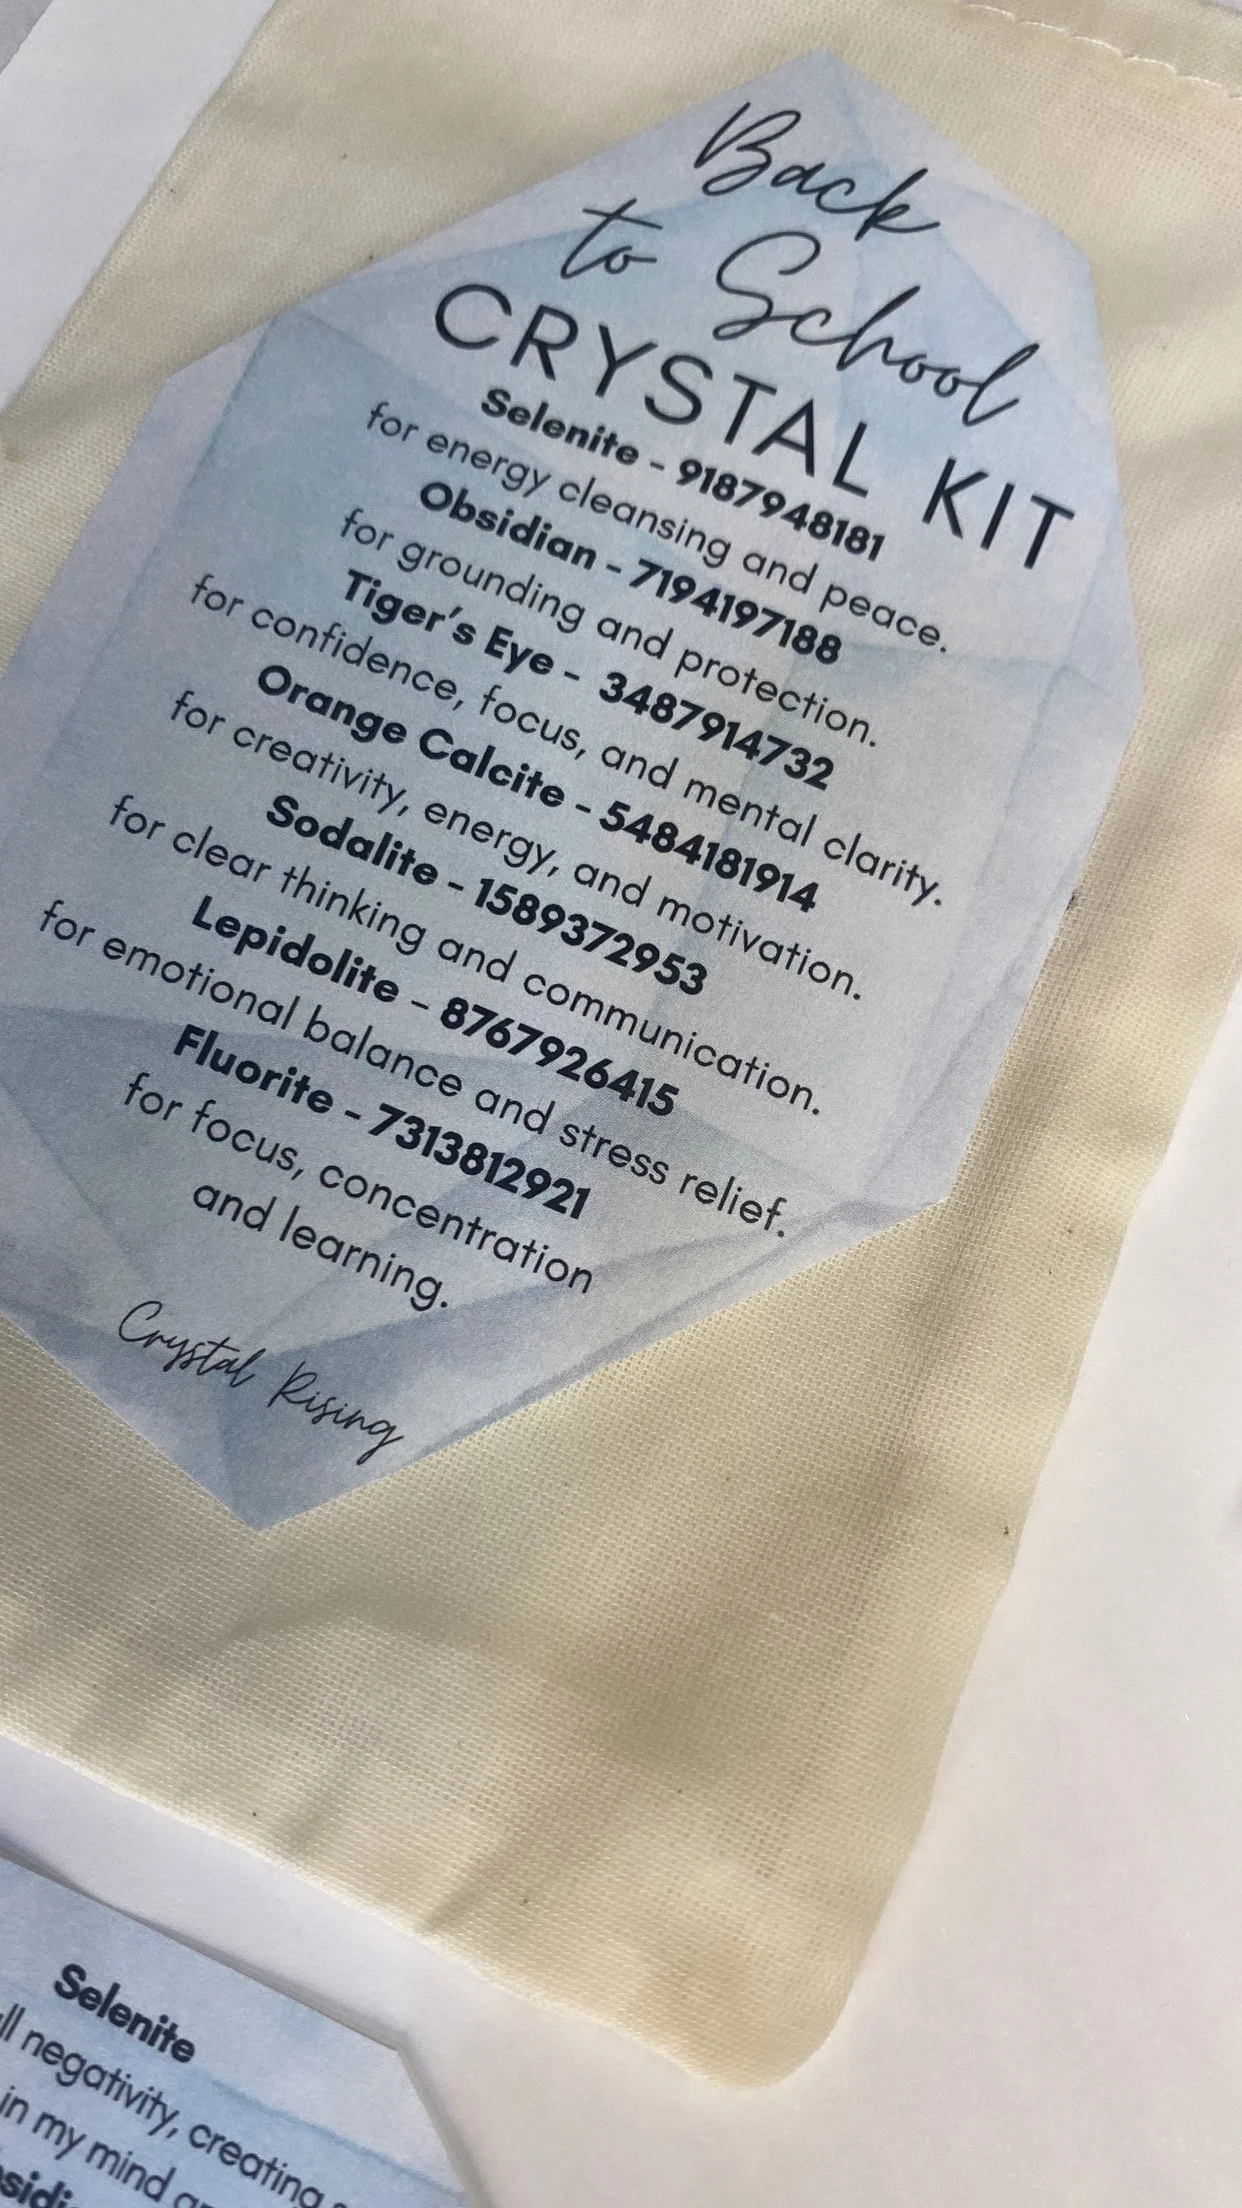 Back
to School
CRYSTAL KIT
Selenite - 9187948181
for energy cleansing and peace.
Obsidian - 7194197188
for grounding and protection.
Tiger's Eye - 3487914732
for confidence, focus, and mental clarity.
Orange Calcite - 5484181914
for creativity, energy, and motivation.
Sodalite - 1589372953
for clear thinking and communication.
Lepidolite - 8767926415
for emotional balance and stress relief.
Fluorite - 7313812921
for focus, concentration
and learning.
Crystal Rising
Selenite
negativity, creating
in my mind